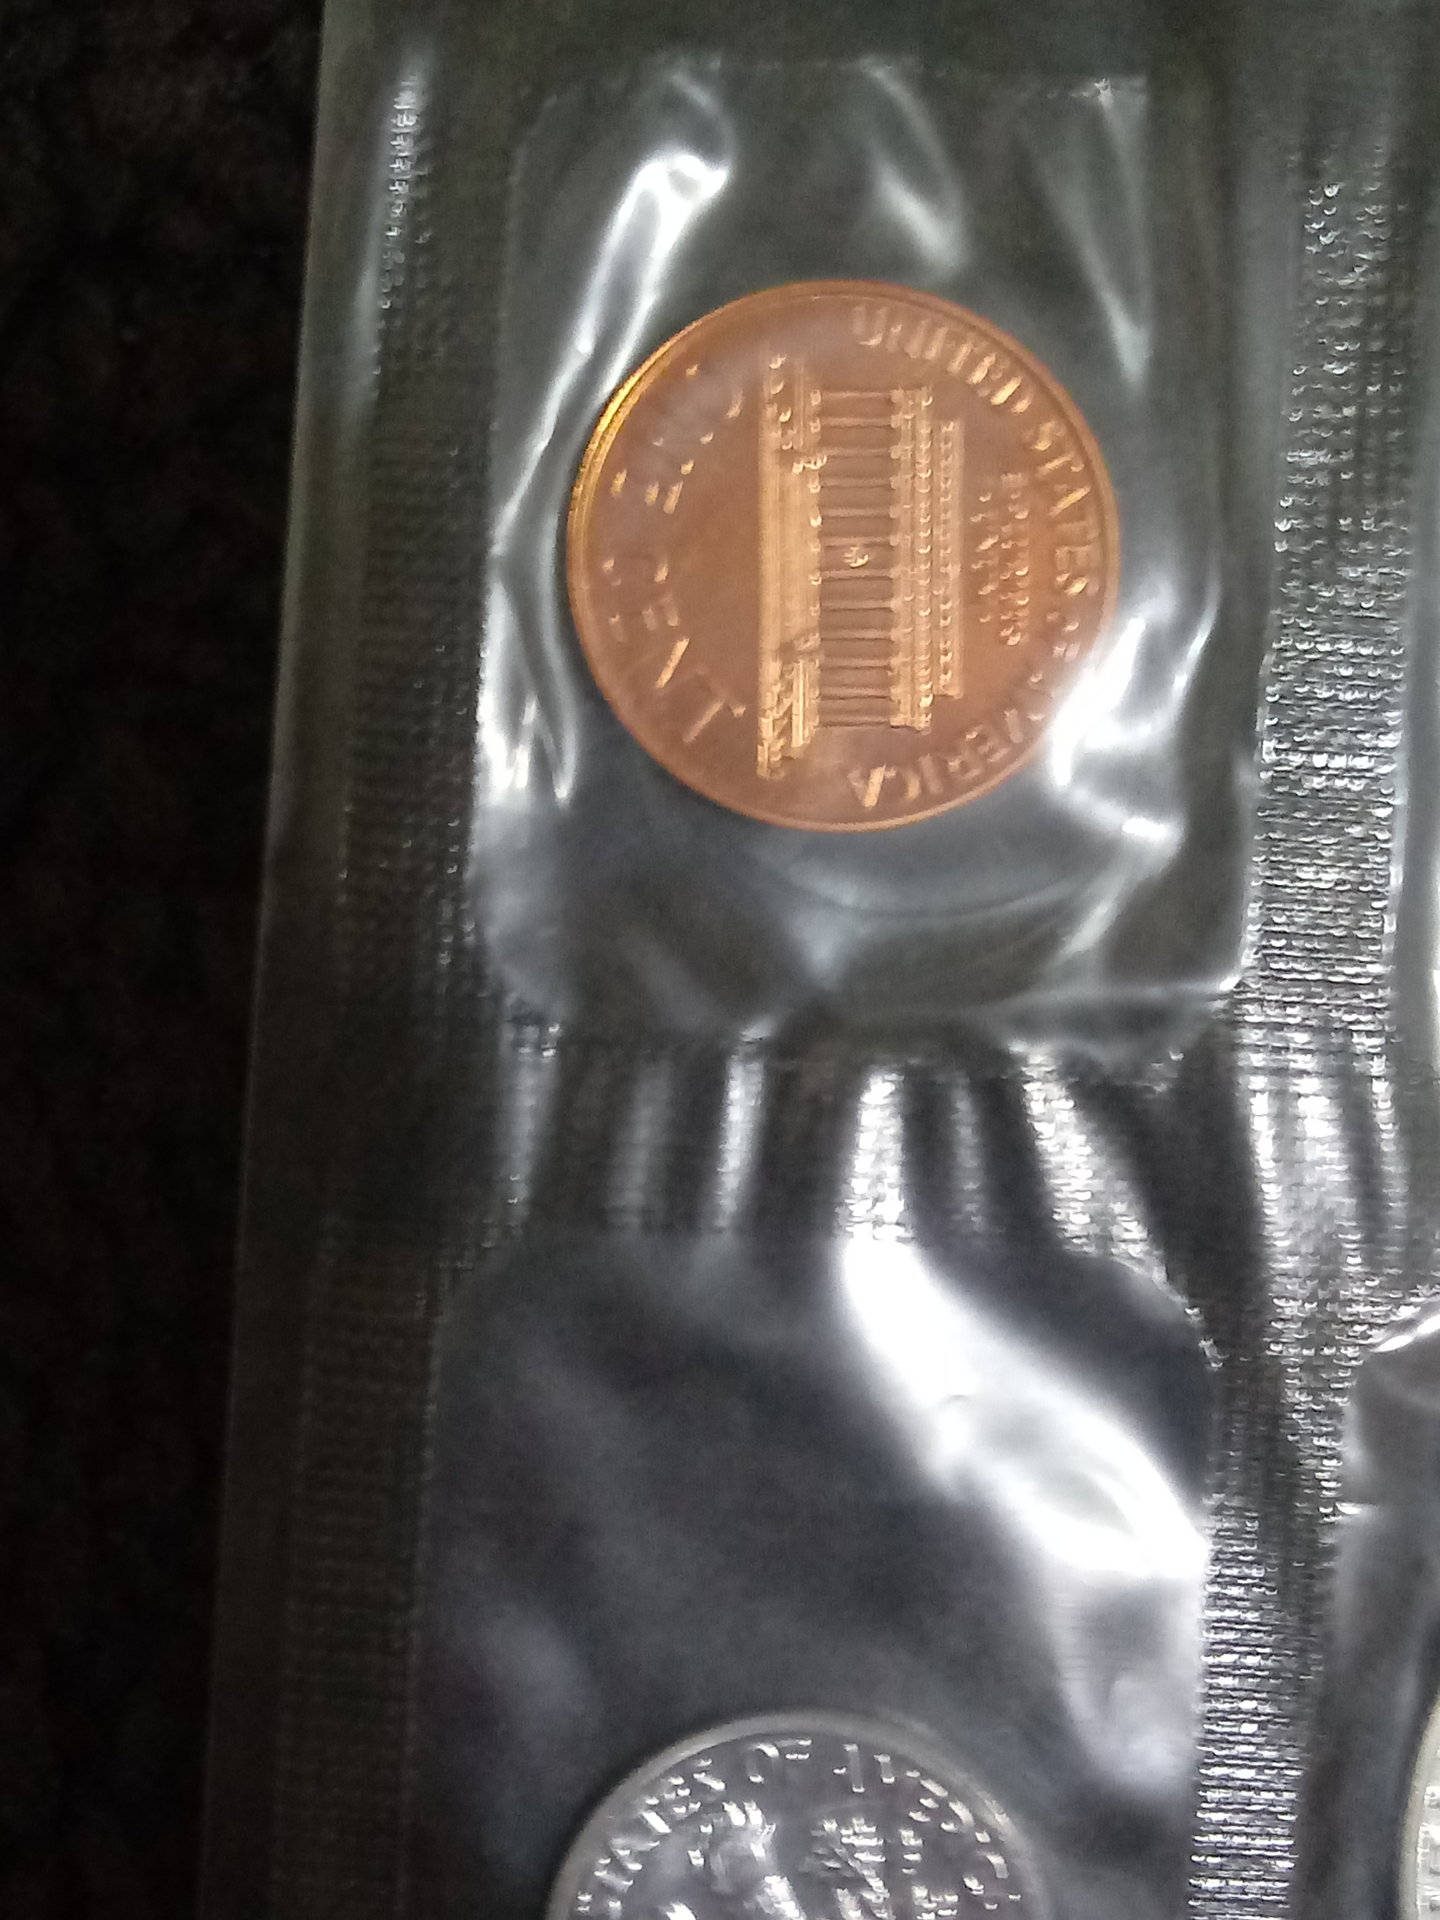 UNITED STATES OF AMERICA
E PLURIBUS
UNUM
ONE CENT
STATES OF